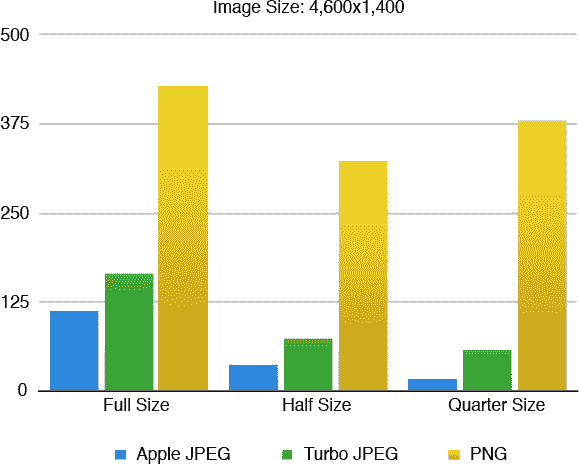 Image Size: 4,600x1,400
500
375
250
125
0
Full Size Half Size Quarter Size
Apple JPEG Turbo JPEG PNG